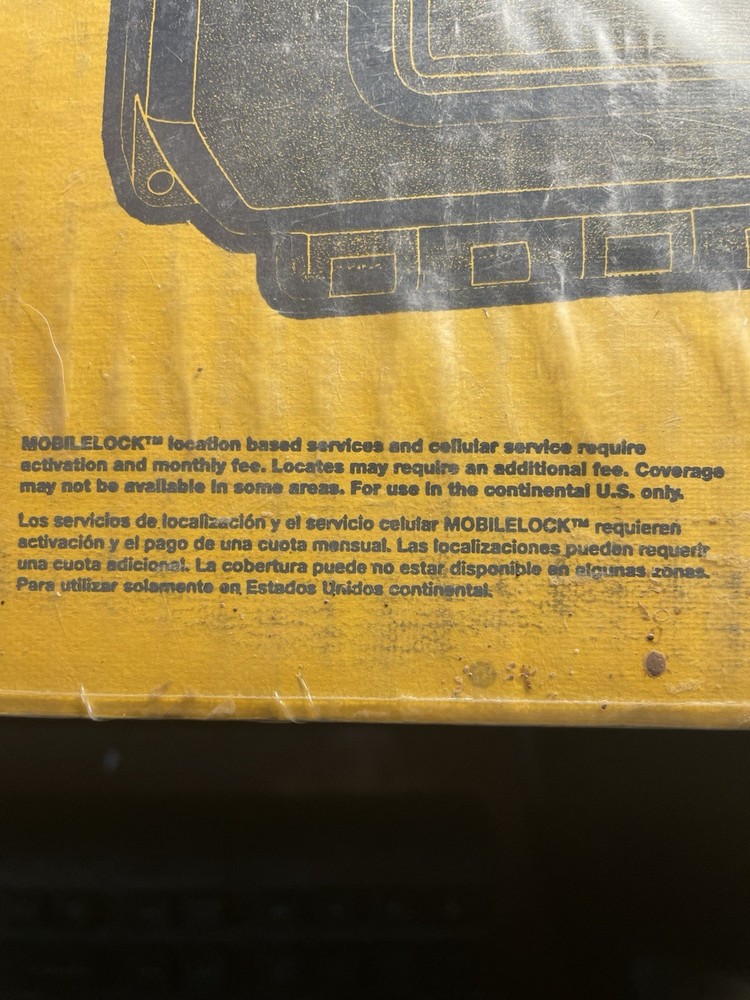 MOBILELOCK™ location based services and cellular service require
activation and monthly fee. Locates may require an additional fee. Coverage
may not be available in some areas. For use in the continental U.S. only.
Los servicios de localización y el servicio celular MOBILELOCK™ requieren
activación y el pago de una cuota mensual. Las localizaciones pueden requerir
una cuota adicional. La cobertura puede no estar disponible en algunas zonas.
Para utilizar solamente en Estados Unidos continental.